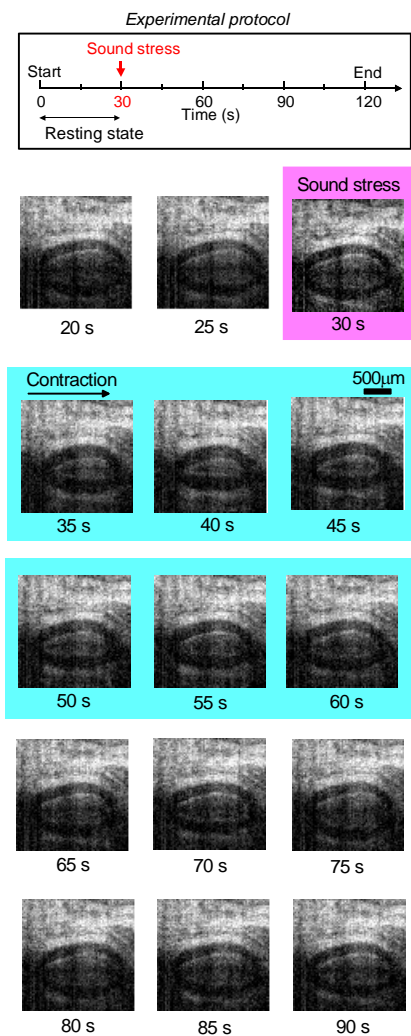 Experimental protocol
Sound stress
Start
End
0
30
60
90
120
Time (s)
Resting state
Sound stress
20 s
25 s
30 s
Contraction
500μm
35 s
40 s
45 s
50 s
55 s
60 s
65 s
70 s
75 s
80 s
85 s
90 s